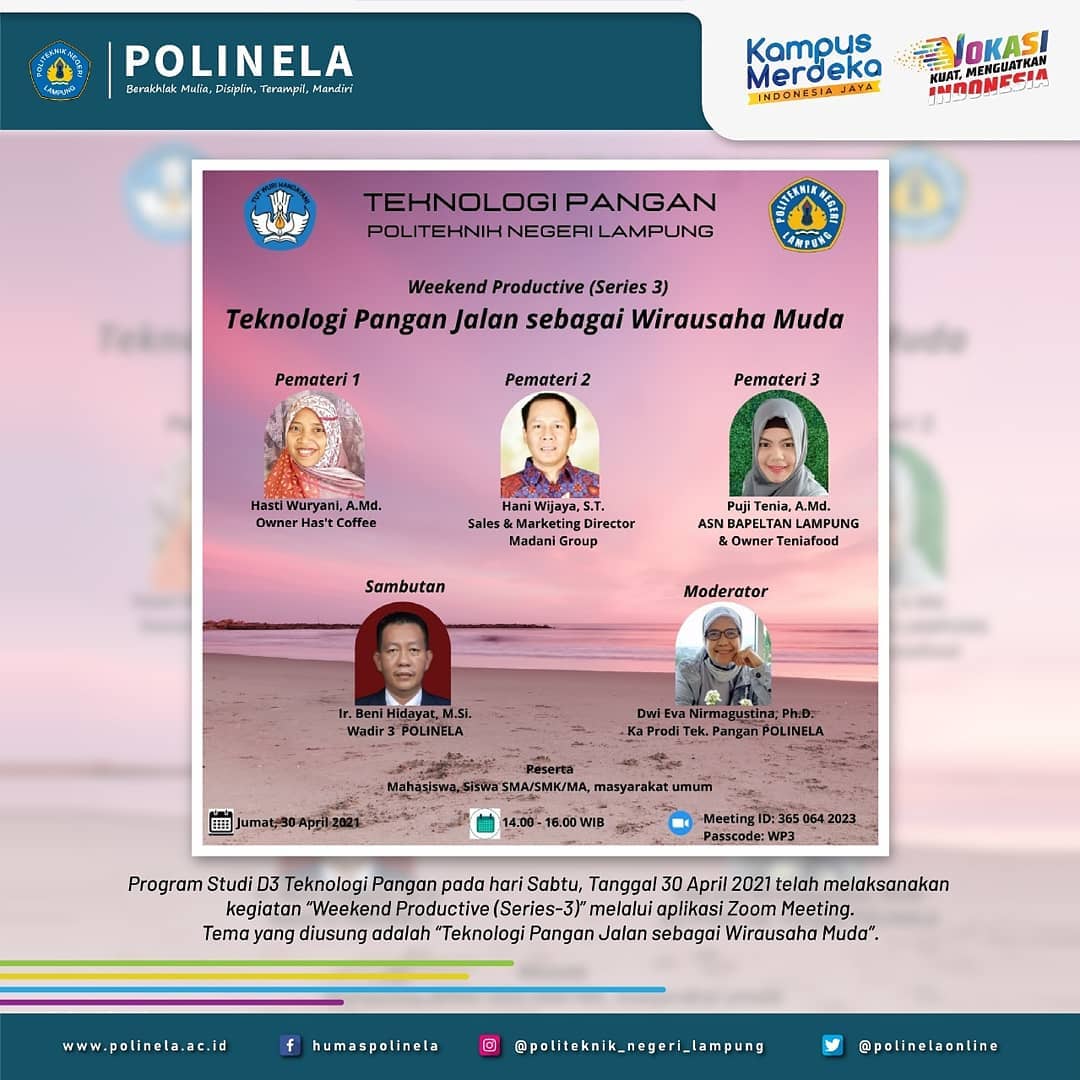 POLITEKNIK NEGERI
LAMPUNG
POLINELA
Berakhlak Mulia, Disiplin, Terampil, Mandiri
Kampus
Merdeka
INDONESIA JAYA
VOKASI
KUAT, MENGUATKAN
INDONESIA
TUT WURI HANDAYANI
TEKNOLOGI PANGAN
POLITEKNIK NEGERI LAMPUNG
POLITEKNIK NEGERI
LAMPUNG
Weekend Productive (Series 3)
Teknologi Pangan Jalan sebagai Wirausaha Muda
Pemateri 1
Hasti Wuryani, A.Md.
Owner Has't Coffee
Pemateri 2
Hani Wijaya, S.T.
Sales & Marketing Director
Madani Group
Pemateri 3
Puji Tenia, A.Md.
ASN BAPELTAN LAMPUNG
& Owner Teniafood
Sambutan
Ir. Beni Hidayat, M.Si.
Wadir 3 POLINELA
Moderator
Dwi Eva Nirmagustina, Ph.D.
Ka Prodi Tek. Pangan POLINELA
Peserta
Mahasiswa, Siswa SMA/SMK/MA, masyarakat umum
Jumat, 30 April 2021
14.00 - 16.00 WIB
Meeting ID: 365 064 2023
Passcode: WP3
Program Studi D3 Teknologi Pangan pada hari Sabtu, Tanggal 30 April 2021 telah melaksanakan
kegiatan “Weekend Productive (Series-3)” melalui aplikasi Zoom Meeting.
Tema yang diusung adalah “Teknologi Pangan Jalan sebagai Wirausaha Muda”.
www.polinela.ac.id
humaspolinela
@politeknik_negeri_lampung
@polinelaonline